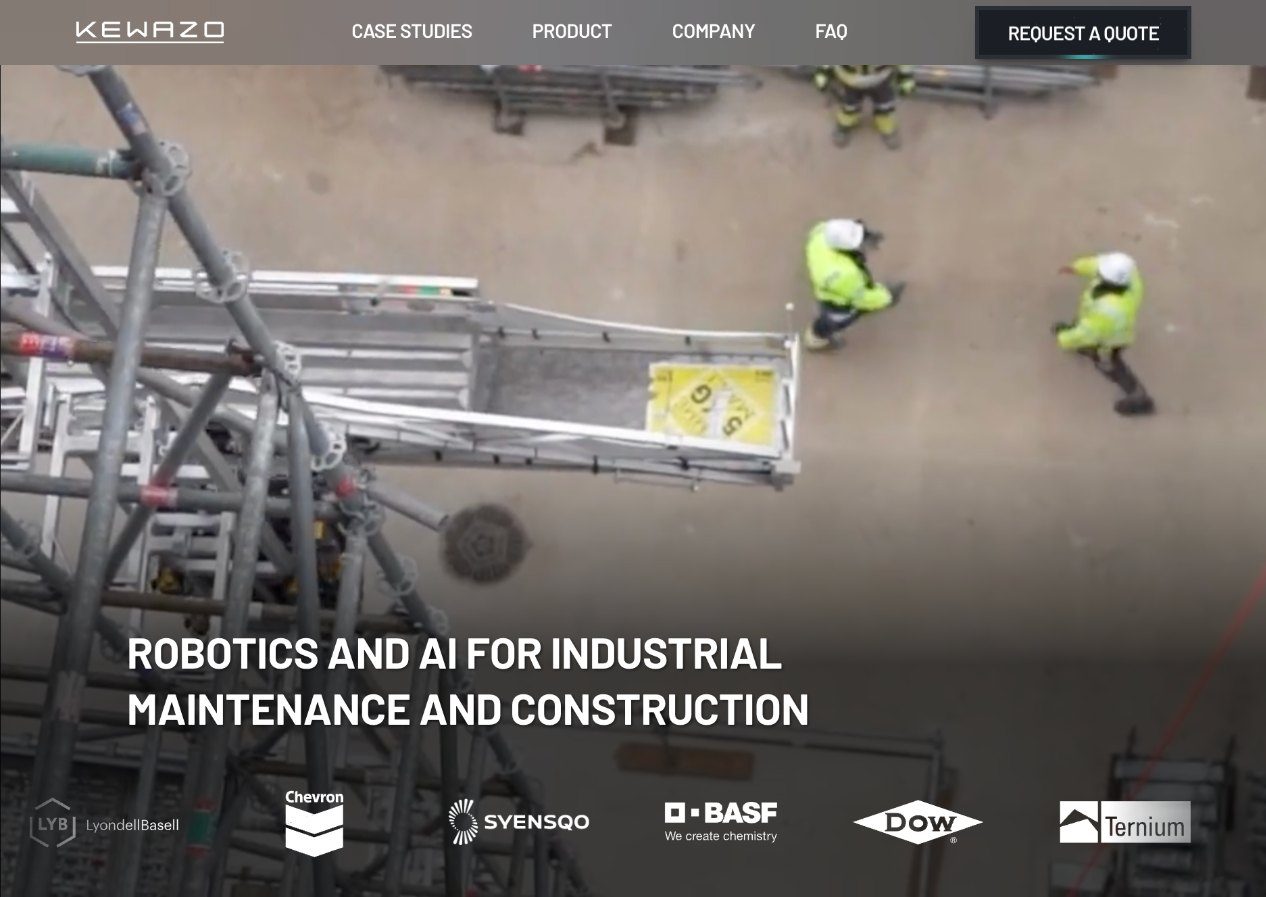 KEWAZO
CASE STUDIES
PRODUCT
COMPANY
FAQ
REQUEST A QUOTE
ROBOTICS AND AI FOR INDUSTRIAL
MAINTENANCE AND CONSTRUCTION
LYB LyondellBasell
Chevron
SYENSQO
BASF
We create chemistry
DOW®
Ternium